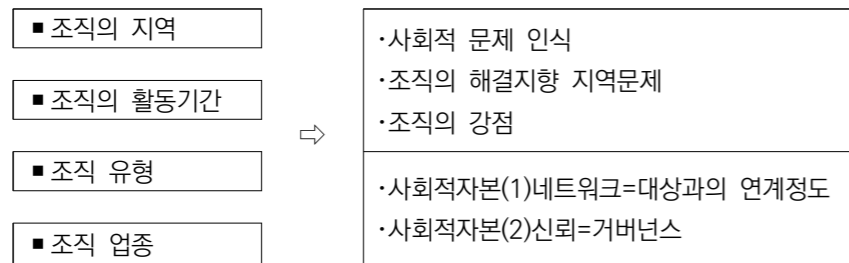 ■ 조직의 지역
■ 조직의 활동기간
■ 조직 유형
■ 조직 업종
⇨
·사회적 문제 인식
·조직의 해결지향 지역문제
·조직의 강점
·사회적자본(1)네트워크=대상과의 연계정도
·사회적자본(2)신뢰=거버넌스